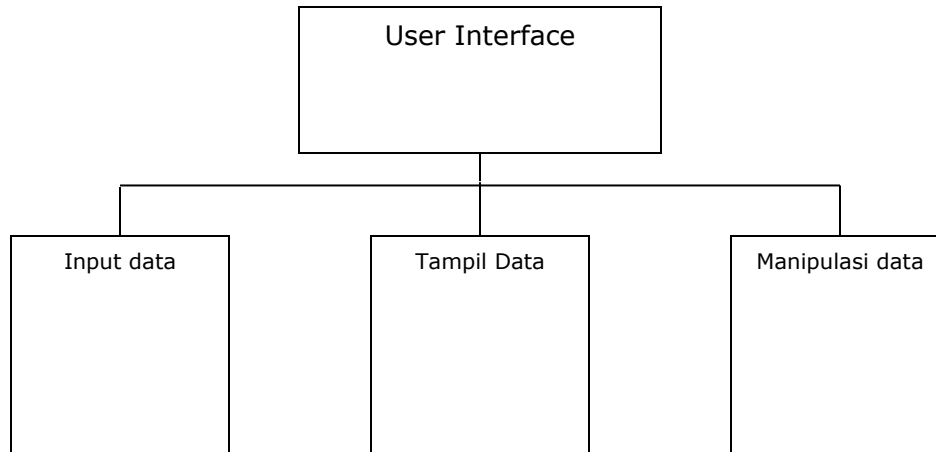 User Interface
Input data
Tampil Data
Manipulasi data